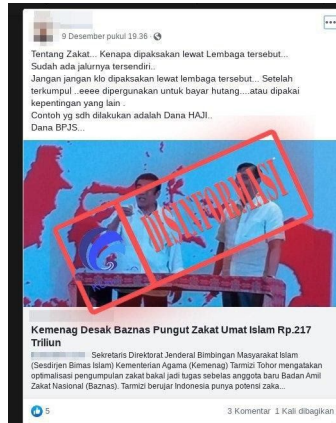 9 Desember pukul 19.36 ·
Tentang Zakat... Kenapa dipaksakan lewat Lembaga tersebut...
Sudah ada jalurnya tersendiri..
Jangan jangan klo dipaksakan lewat lembaga tersebut... Setelah
terkumpul ..eeee dipergunakan untuk bayar hutang....atau dipakai
kepentingan yang lain .
Contoh yg sdh dilakukan adalah Dana HAJI..
Dana BPJS...
DISINFORMASI
Kemenag Desak Baznas Pungut Zakat Umat Islam Rp.217
Triliun
Sekretaris Direktorat Jenderal Bimbingan Masyarakat Islam
(Sesdirjen Bimas Islam) Kementerian Agama (Kemenag) Tarmizi Tohor mengatakan
optimalisasi pengumpulan zakat bakal jadi tugas sebelas anggota baru Badan Amil
Zakat Nasional (Baznas). Tarmizi berujar Indonesia punya potensi zaka...
5
3 Komentar 1 Kali dibagikan